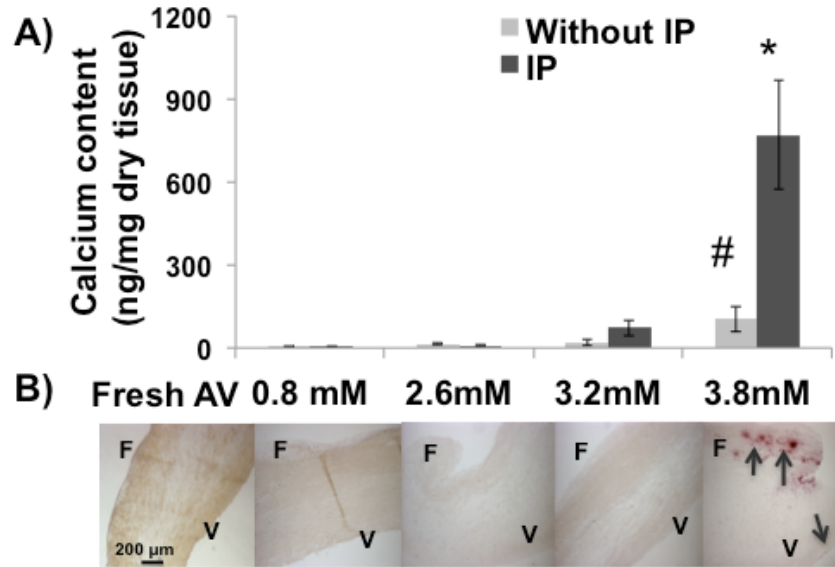 A)
Calcium content
(ng/mg dry tissue)
1200
900
600
300
0
Without IP
IP
#
*
B)
Fresh AV 0.8 mM 2.6mM 3.2mM 3.8mM
F
V
200 µm
F
V
F
V
F
V
F
V